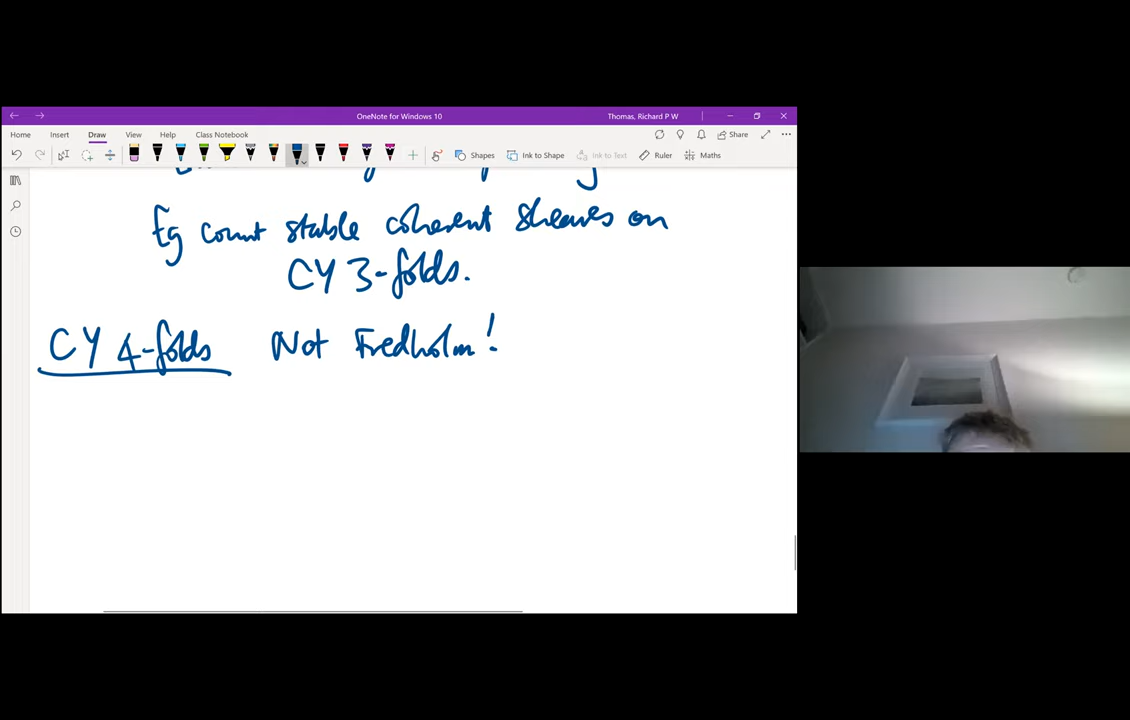 OneNote for Windows 10
Thomas, Richard P W
Home Insert Draw View Help Class Notebook
Share
Shapes Ink to Shape Ink to Text Ruler Maths
Eg count stable coherent sheaves on
CY 3-folds.
CY 4-folds Not Fredholm!